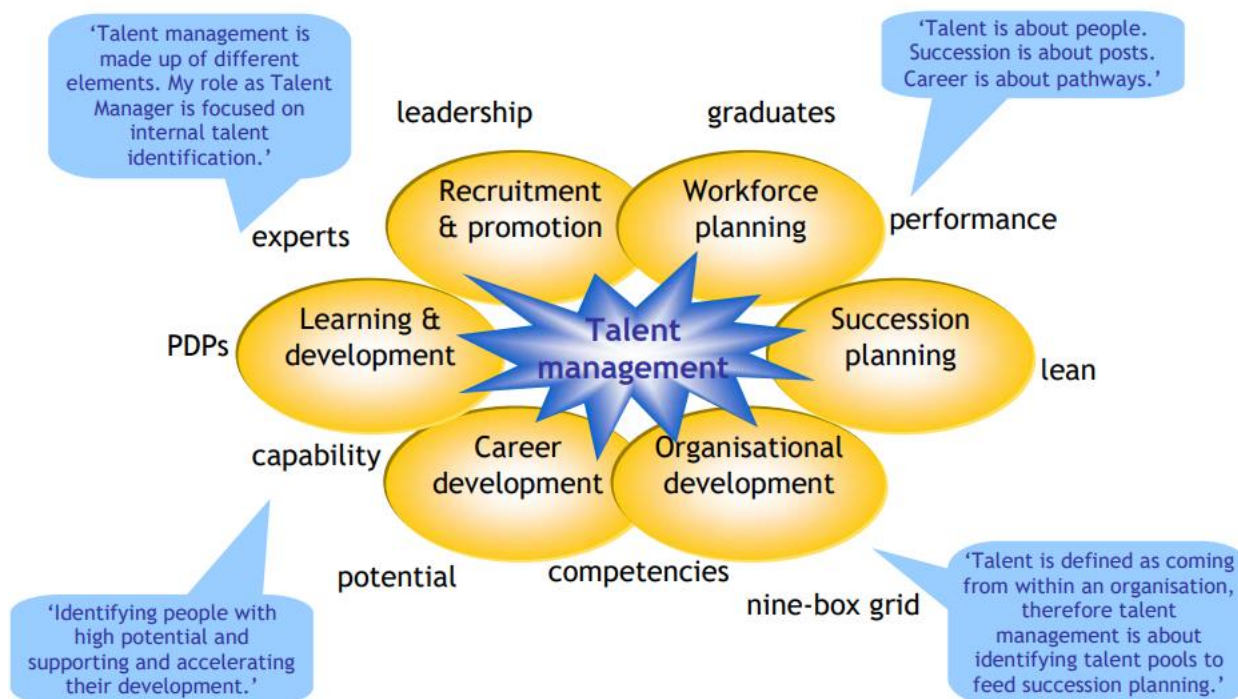 ‘Talent management is
made up of different
elements. My role as Talent
Manager is focused on
internal talent
identification.’
‘Talent is about people.
Succession is about posts.
Career is about pathways.’
leadership
graduates
Recruitment
& promotion
Workforce
planning
experts
performance
PDPs
Learning &
development
Talent
management
Succession
planning
lean
capability
Career
development
Organisational
development
potential
competencies
nine-box grid
‘Identifying people with
high potential and
supporting and accelerating
their development.’
‘Talent is defined as coming
from within an organisation,
therefore talent
management is about
identifying talent pools to
feed succession planning.’